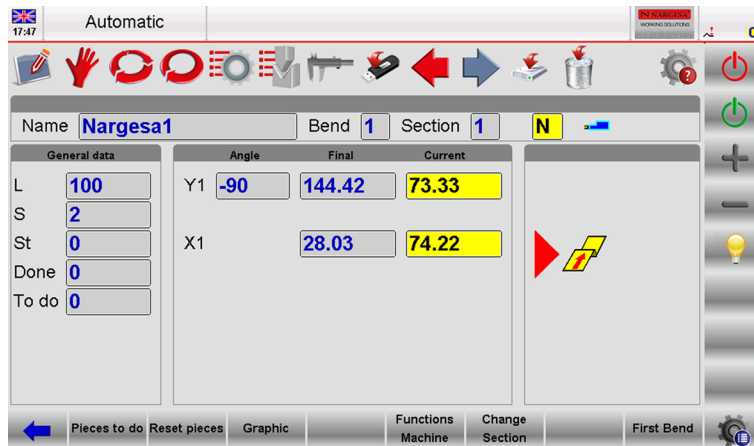 17:47 Automatic
N NARGESA
WORKING SOLUTIONS
Name Nargesa1 Bend 1 Section 1 N
General data
L 100
S 2
St 0
Done 0
To do 0
Angle Final Current
Y1 -90 144.42 73.33
X1 28.03 74.22
Pieces to do Reset pieces Graphic Functions Machine Change Section First Bend